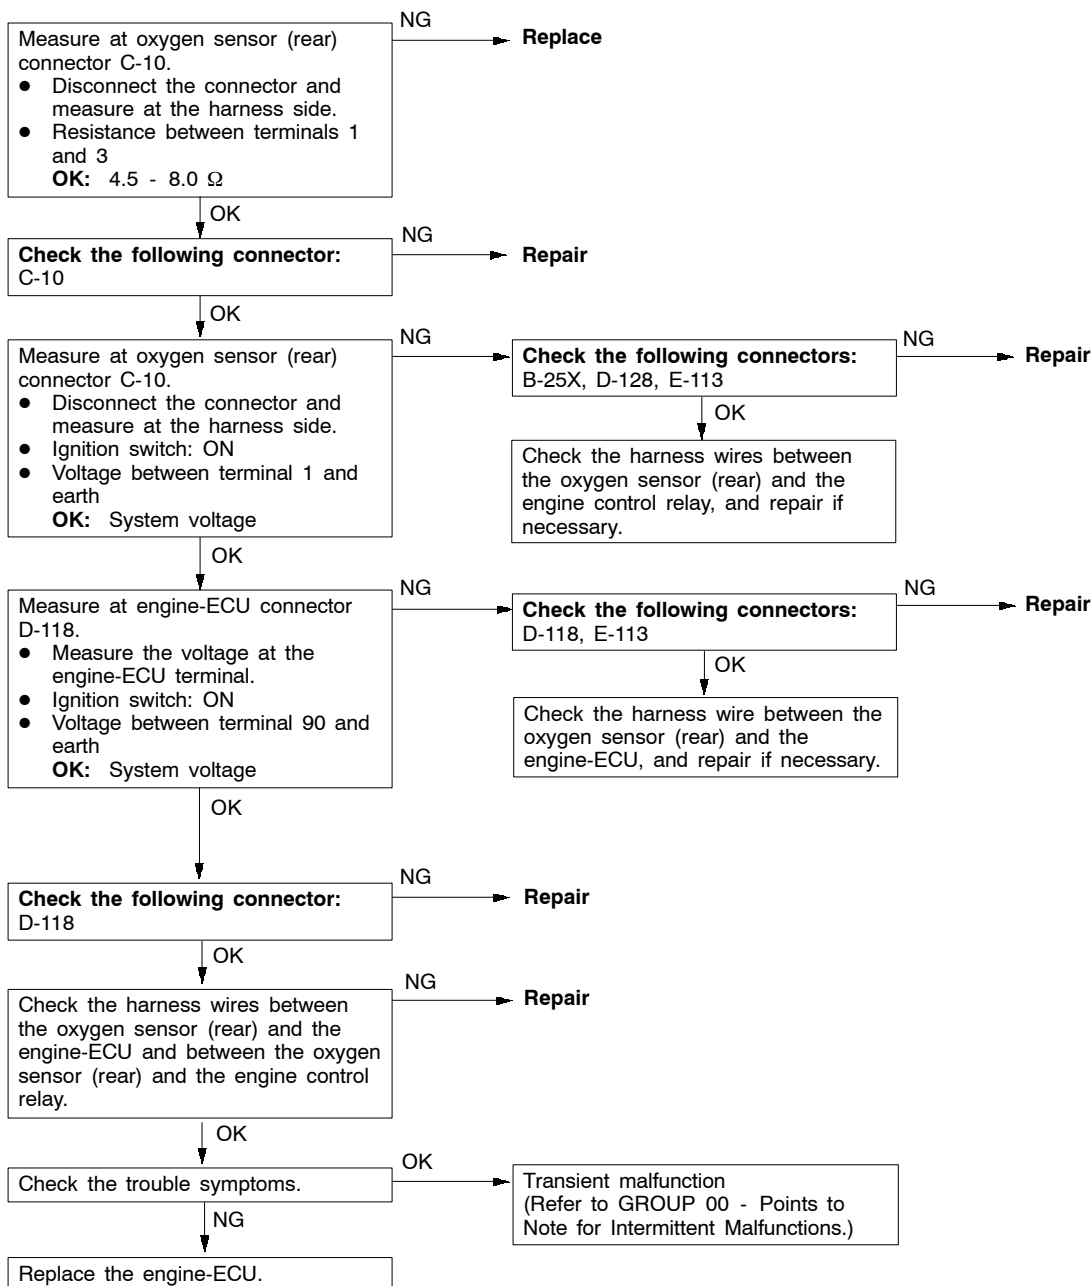 Measure at oxygen sensor (rear)
connector C-10.
● Disconnect the connector and
measure at the harness side.
● Resistance between terminals 1
and 3
OK: 4.5 - 8.0 Ω
NG
Replace
OK
Check the following connector:
C-10
NG
Repair
OK
Measure at oxygen sensor (rear)
connector C-10.
● Disconnect the connector and
measure at the harness side.
● Ignition switch: ON
● Voltage between terminal 1 and
earth
OK: System voltage
NG
Check the following connectors:
B-25X, D-128, E-113
NG
Repair
OK
Check the harness wires between
the oxygen sensor (rear) and the
engine control relay, and repair if
necessary.
OK
Measure at engine-ECU connector
D-118.
● Measure the voltage at the
engine-ECU terminal.
● Ignition switch: ON
● Voltage between terminal 90 and
earth
OK: System voltage
NG
Check the following connectors:
D-118, E-113
NG
Repair
OK
Check the harness wire between the
oxygen sensor (rear) and the
engine-ECU, and repair if necessary.
OK
Check the following connector:
D-118
NG
Repair
OK
Check the harness wires between
the oxygen sensor (rear) and the
engine-ECU and between the oxygen
sensor (rear) and the engine control
relay.
NG
Repair
OK
Check the trouble symptoms.
OK
Transient malfunction
(Refer to GROUP 00 - Points to
Note for Intermittent Malfunctions.)
NG
Replace the engine-ECU.